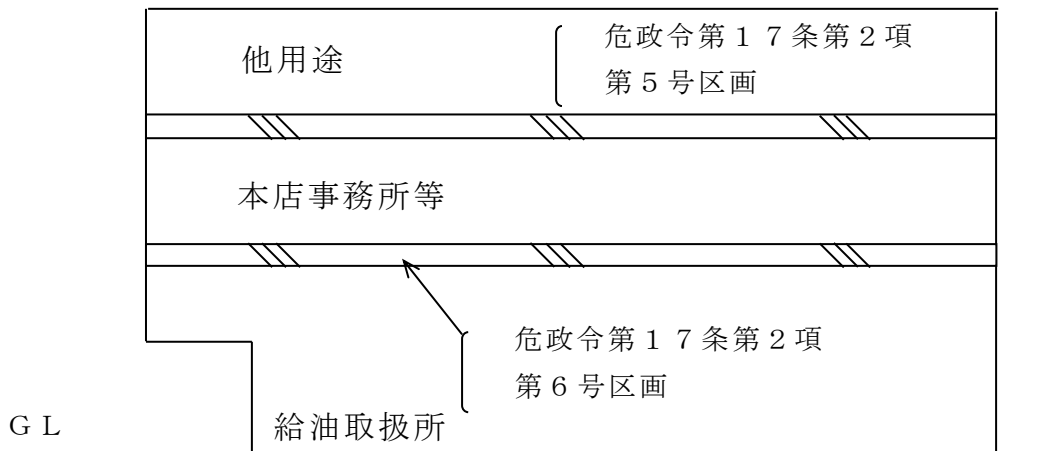 他用途
危政令第１７条第２項
第５号区画
本店事務所等
危政令第１７条第２項
第６号区画
ＧＬ
給油取扱所